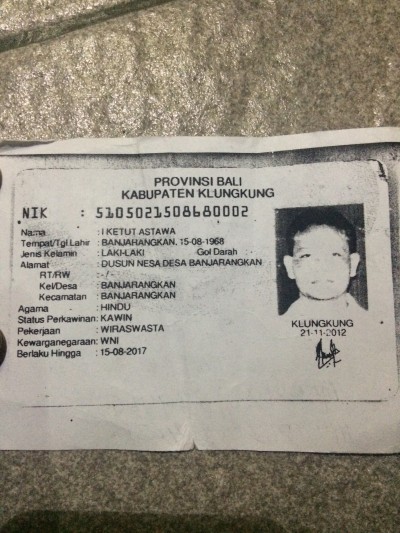 PROVINSI BALI
KABUPATEN KLUNGKUNG
NIK : 5105021508680002
Nama : I KETUT ASTAWA
Tempat/Tgl Lahir : BANJARANGKAN, 15-08-1968
Jenis Kelamin : LAKI-LAKI Gol Darah
Alamat : DUSUN NESA DESA BANJARANGKAN
RT/RW : -/-
Kel/Desa : BANJARANGKAN
Kecamatan : BANJARANGKAN
Agama : HINDU
Status Perkawinan: KAWIN
Pekerjaan : WIRASWASTA
Kewarganegaraan: WNI
Berlaku Hingga : 15-08-2017
KLUNGKUNG
21-11-2012